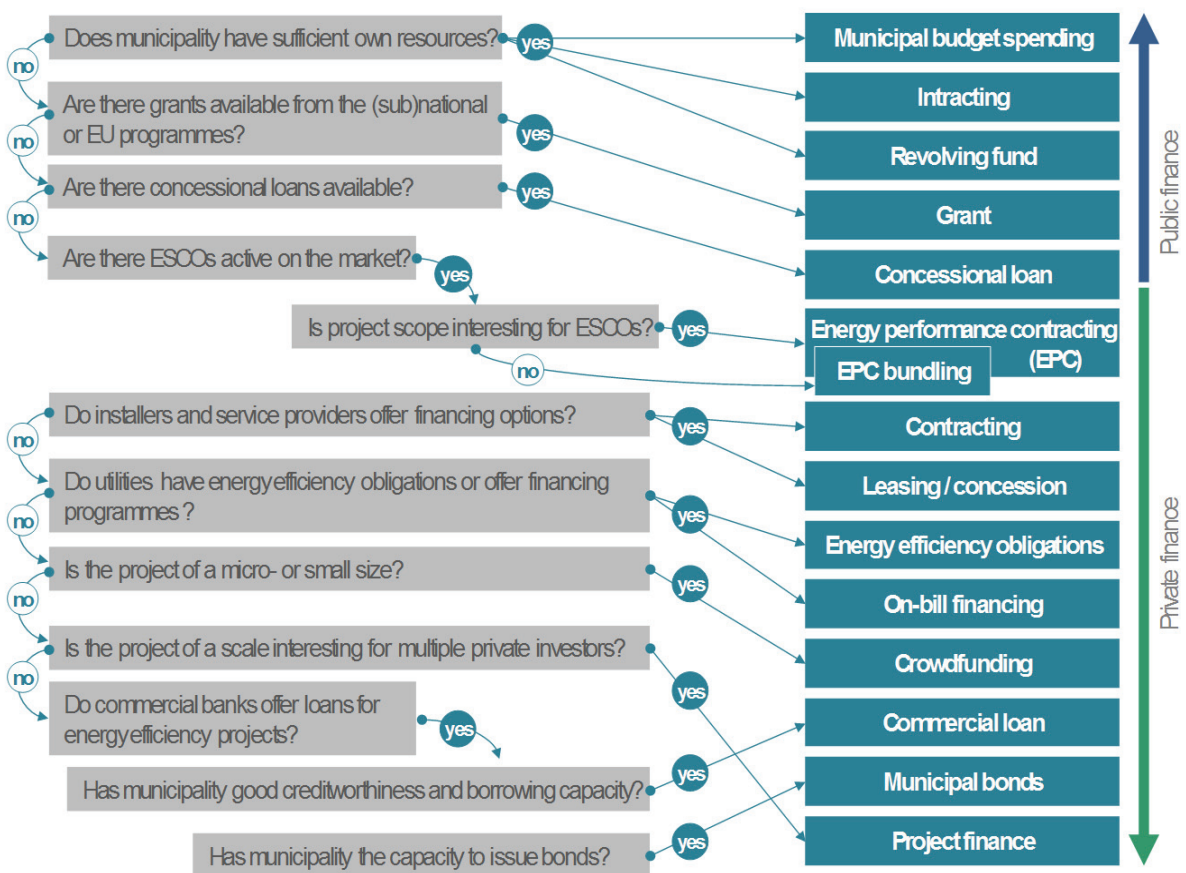 Does municipality have sufficient own resources?
yes
Municipal budget spending
no
Intracting
Are there grants available from the (sub)national
or EU programmes?
yes
Revolving fund
no
Are there concessional loans available?
yes
Grant
no
Are there ESCOs active on the market?
yes
Concessional loan
Public finance
Is project scope interesting for ESCOs?
yes
Energy performance contracting
(EPC)
no
EPC bundling
Do installers and service providers offer financing options?
yes
Contracting
no
Leasing / concession
Do utilities have energy efficiency obligations or offer financing
programmes ?
yes
Energy efficiency obligations
no
Is the project of a micro- or small size?
yes
On-bill financing
no
Is the project of a scale interesting for multiple private investors?
yes
Crowdfunding
no
Do commercial banks offer loans for
energy efficiency projects?
yes
Commercial loan
Has municipality good creditworthiness and borrowing capacity?
yes
Municipal bonds
Has municipality the capacity to issue bonds?
yes
Project finance
Private finance